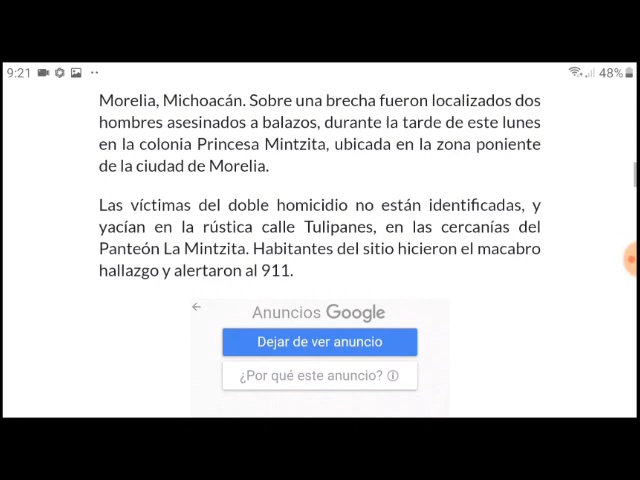 9:21
48%
Morelia, Michoacán. Sobre una brecha fueron localizados dos
hombres asesinados a balazos, durante la tarde de este lunes
en la colonia Princesa Mintzita, ubicada en la zona poniente
de la ciudad de Morelia.
Las víctimas del doble homicidio no están identificadas, y
yacían en la rústica calle Tulipanes, en las cercanías del
Panteón La Mintzita. Habitantes del sitio hicieron el macabro
hallazgo y alertaron al 911.
Anuncios Google
Dejar de ver anuncio
¿Por qué este anuncio?